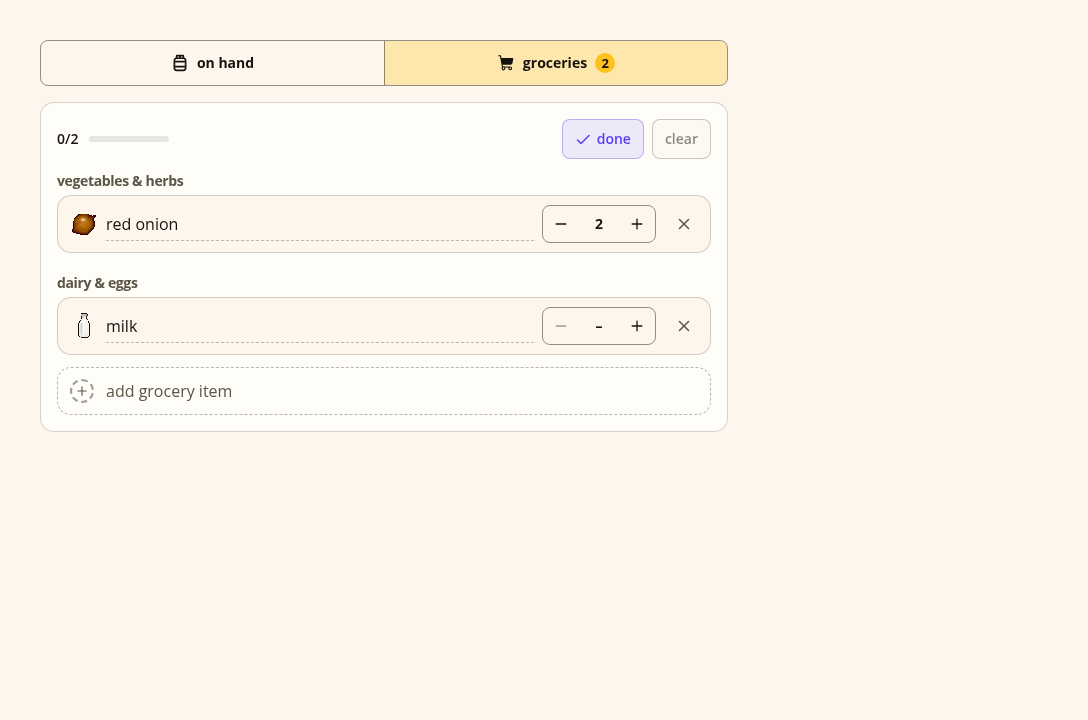 on hand
groceries 2
0/2
done
clear
vegetables & herbs
red onion
− 2 +
dairy & eggs
milk
− - +
add grocery item